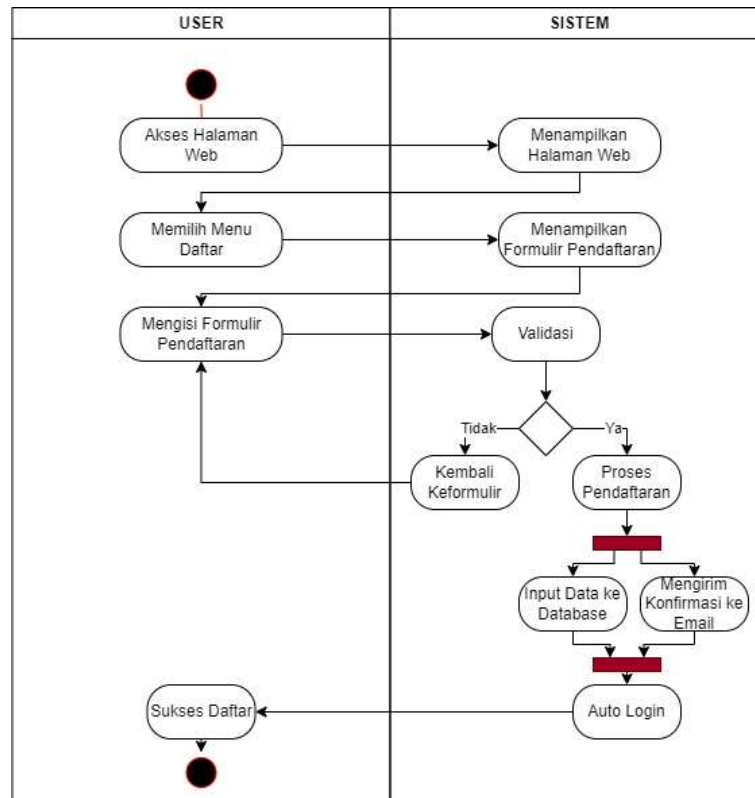 USER
SISTEM
Akses Halaman
Web
Menampilkan
Halaman Web
Memilih Menu
Daftar
Menampilkan
Formulir Pendaftaran
Mengisi Formulir
Pendaftaran
Validasi
Tidak
Ya
Kembali
Keformulir
Proses
Pendaftaran
Input Data ke
Database
Mengirim
Konfirmasi ke
Email
Sukses Daftar
Auto Login